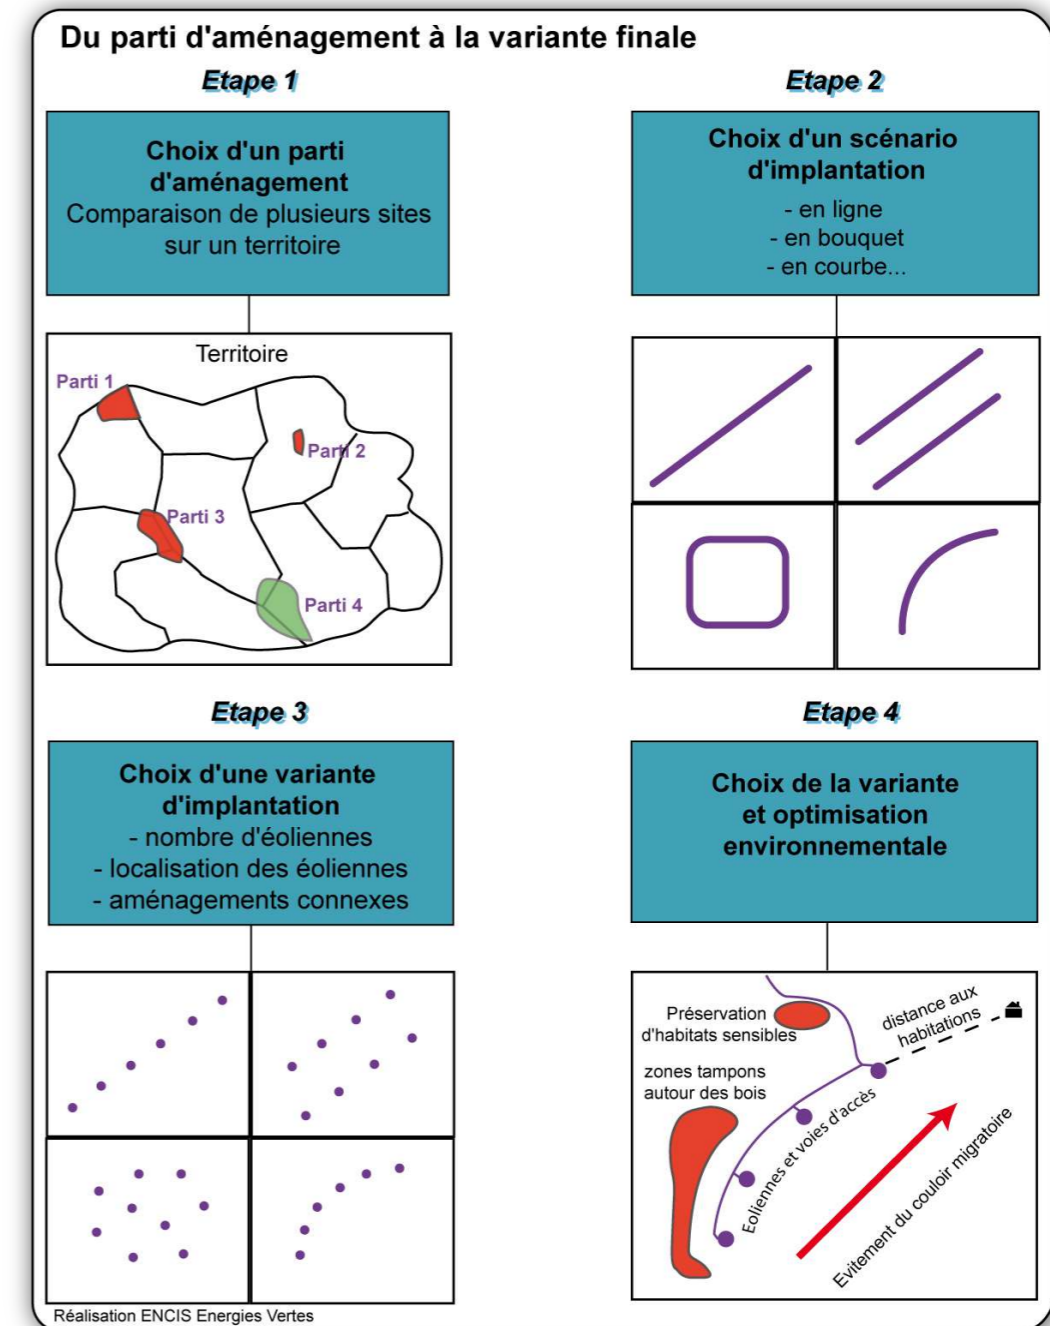 Du parti d'aménagement à la variante finale
Etape 1
Choix d'un parti
d'aménagement
Comparaison de plusieurs sites
sur un territoire
Territoire
Parti 1
Parti 2
Parti 3
Parti 4
Etape 2
Choix d'un scénario
d'implantation
- en ligne
- en bouquet
- en courbe...
Etape 3
Choix d'une variante
d'implantation
- nombre d'éoliennes
- localisation des éoliennes
- aménagements connexes
Etape 4
Choix de la variante
et optimisation
environnementale
Préservation
d'habitats sensibles
distance aux
habitations
zones tampons
autour des bois
Eoliennes et voies d'accès
Evitement du couloir migratoire
Réalisation ENCIS Energies Vertes